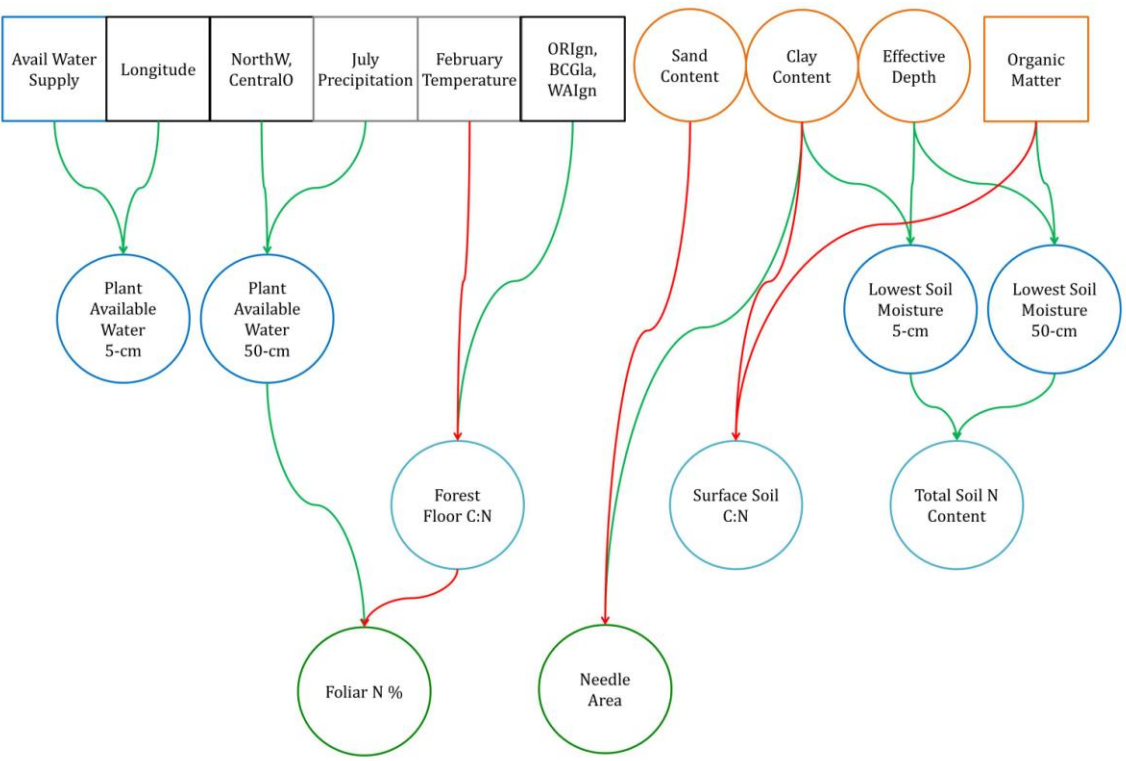 Avail Water
Supply
Longitude
NorthW,
CentralO
July
Precipitation
February
Temperature
ORIgn,
BCGla,
WAIgn
Sand
Content
Clay
Content
Effective
Depth
Organic
Matter
Plant
Available
Water
5-cm
Plant
Available
Water
50-cm
Lowest Soil
Moisture
5-cm
Lowest Soil
Moisture
50-cm
Forest
Floor C:N
Surface Soil
C:N
Total Soil N
Content
Foliar N %
Needle
Area